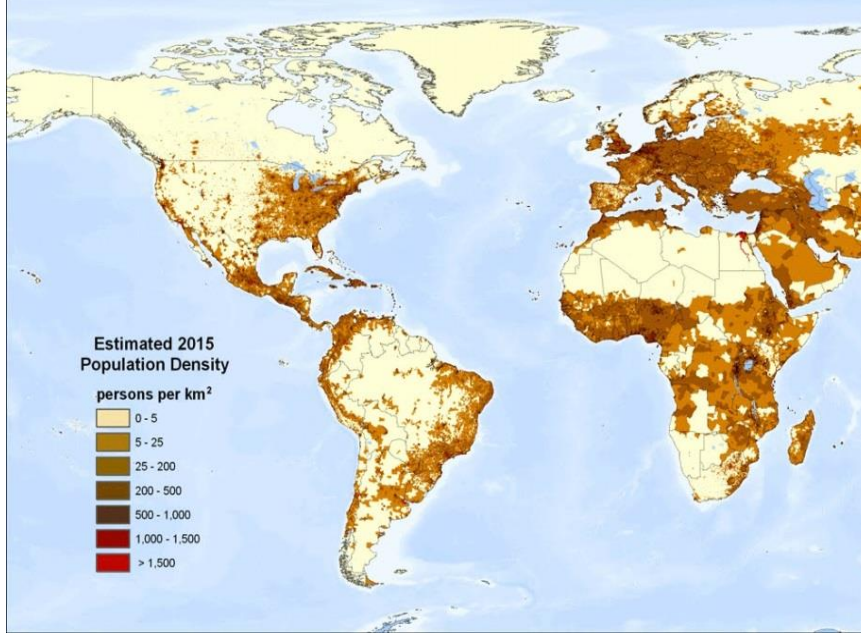 Estimated 2015
Population Density
persons per km²
0 - 5
5 - 25
25 - 200
200 - 500
500 - 1,000
1,000 - 1,500
> 1,500